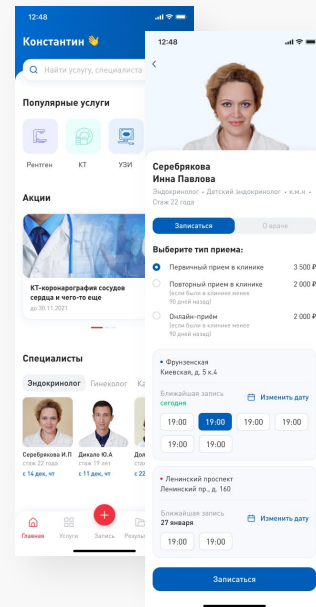 12:48
Константин 👋
Найти услугу, специалиста
Популярные услуги
Рентген
КТ
УЗИ
Акции
КТ-коронарография сосудов
сердца и чего-то еще
до 30.11.2021
Специалисты
Эндокринолог
Гинеколог
Ка
Серебрякова И.П
стаж 22 года
с 14 дек, чт
Дикало Ю.А
стаж 19 лет
с 11 дек, чт
Дол
ста
с 22
Главная
Услуги
Запись
Резуль
12:48
Серебрякова
Инна Павлова
Эндокринолог • Детский эндокринолог • к.м.н •
Стаж 22 года
Записаться
О враче
Выберите тип приема:
Первичный прием в клинике
3 500 ₽
Повторный прием в клинике
2 000 ₽
(если были в клинике менее
90 дней назад)
Онлайн-приём
2 000 ₽
(если были в клинике менее
90 дней назад)
• Фрунзенская
Киевская, д. 5 к.4
Ближайшая запись
сегодня
Изменить дату
19:00
19:00
19:00
19:00
19:00
19:00
• Ленинский проспект
Ленинский пр., д. 160
Ближайшая запись
27 января
Изменить дату
19:00
19:00
Записаться